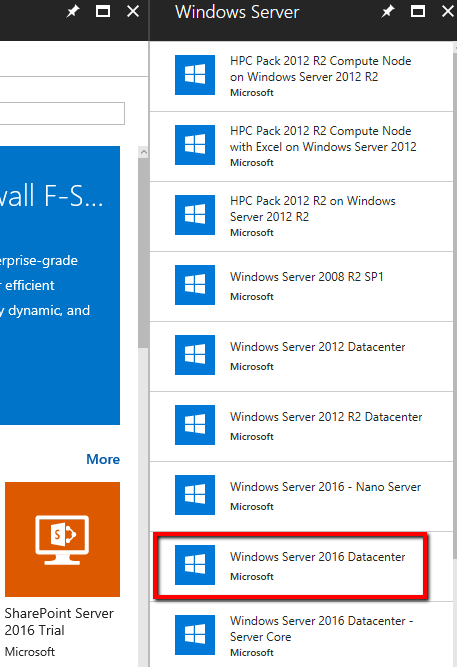 Windows Server
HPC Pack 2012 R2 Compute Node
on Windows Server 2012 R2
Microsoft
HPC Pack 2012 R2 Compute Node
with Excel on Windows Server 2012
Microsoft
HPC Pack 2012 R2 on Windows
Server 2012 R2
Microsoft
Windows Server 2008 R2 SP1
Microsoft
Windows Server 2012 Datacenter
Microsoft
Windows Server 2012 R2 Datacenter
Microsoft
Windows Server 2016 - Nano Server
Microsoft
Windows Server 2016 Datacenter
Microsoft
Windows Server 2016 Datacenter -
Server Core
Microsoft
wall F-S...
erprise-grade
efficient
y dynamic, and
More
S
SharePoint Server
2016 Trial
Microsoft